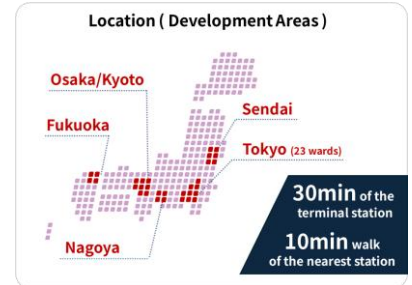 Location ( Development Areas )
Osaka/Kyoto
Fukuoka
Sendai
Tokyo (23 wards)
Nagoya
30min of the
terminal station
10min walk
of the nearest station